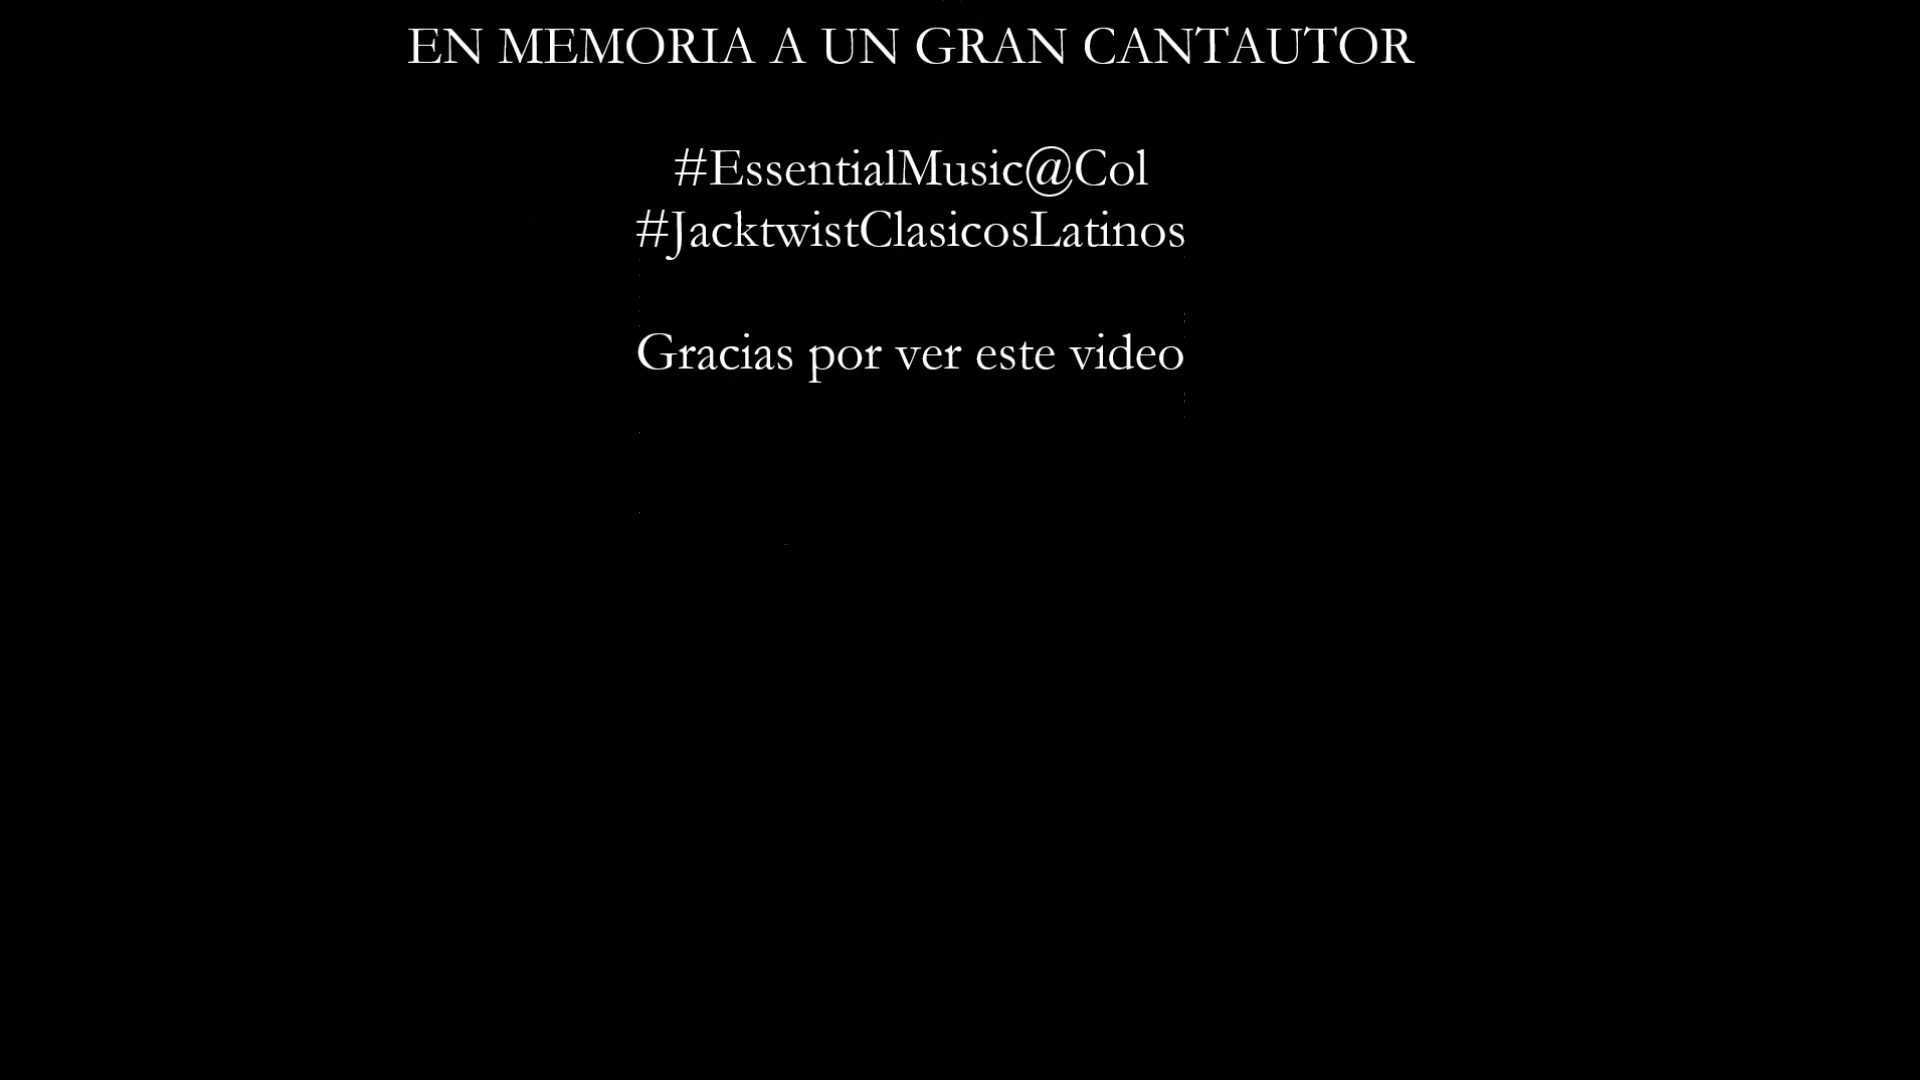 EN MEMORIA A UN GRAN CANTAUTOR
#EssentialMusic@Col
#JacktwistClasicosLatinos
Gracias por ver este video